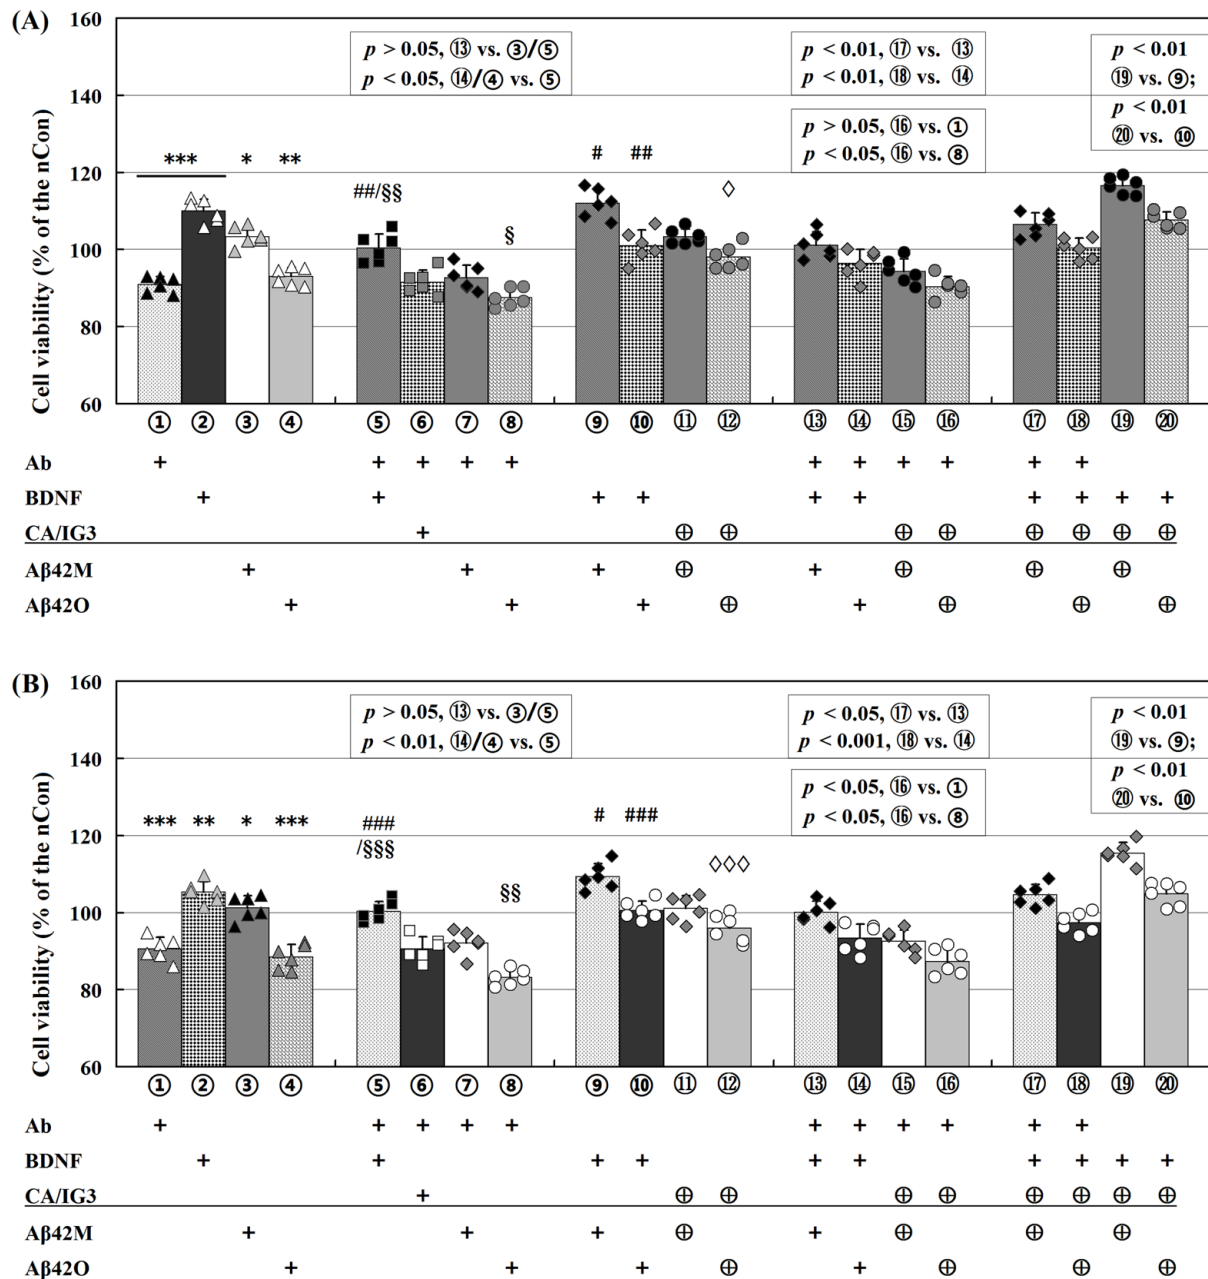 (A)
Cell viability (% of the nCon)
160
140
120
100
80
60
p > 0.05, ⑬ vs. ③/⑤
p < 0.05, ⑭/④ vs. ⑤
p < 0.01, ⑰ vs. ⑬
p < 0.01, ⑱ vs. ⑭
p > 0.05, ⑯ vs. ①
p < 0.05, ⑯ vs. ⑧
p < 0.01
⑲ vs. ⑨;
p < 0.01
⑳ vs. ⑩
*** * ** ##/§§ § # ## ◊
① ② ③ ④ ⑤ ⑥ ⑦ ⑧ ⑨ ⑩ ⑪ ⑫ ⑬ ⑭ ⑮ ⑯ ⑰ ⑱ ⑲ ⑳
Ab + + + + + + + + + + +
BDNF + + + + + + + + + +
CA/IG3 + ⊕ ⊕ ⊕ ⊕ ⊕ ⊕ ⊕ ⊕
Aβ42M + + + ⊕ + ⊕ ⊕ ⊕
Aβ42O + + + ⊕ + ⊕ ⊕ ⊕
(B)
Cell viability (% of the nCon)
160
140
120
100
80
60
p > 0.05, ⑬ vs. ③/⑤
p < 0.01, ⑭/④ vs. ⑤
p < 0.05, ⑰ vs. ⑬
p < 0.001, ⑱ vs. ⑭
p < 0.05, ⑯ vs. ①
p < 0.05, ⑯ vs. ⑧
p < 0.01
⑲ vs. ⑨;
p < 0.01
⑳ vs. ⑩
*** ** * *** ###
/§§§ §§ # ### ◊◊◊
① ② ③ ④ ⑤ ⑥ ⑦ ⑧ ⑨ ⑩ ⑪ ⑫ ⑬ ⑭ ⑮ ⑯ ⑰ ⑱ ⑲ ⑳
Ab + + + + + + + + + + +
BDNF + + + + + + + + + +
CA/IG3 + ⊕ ⊕ ⊕ ⊕ ⊕ ⊕ ⊕ ⊕
Aβ42M + + + ⊕ + ⊕ ⊕ ⊕
Aβ42O + + + ⊕ + ⊕ ⊕ ⊕